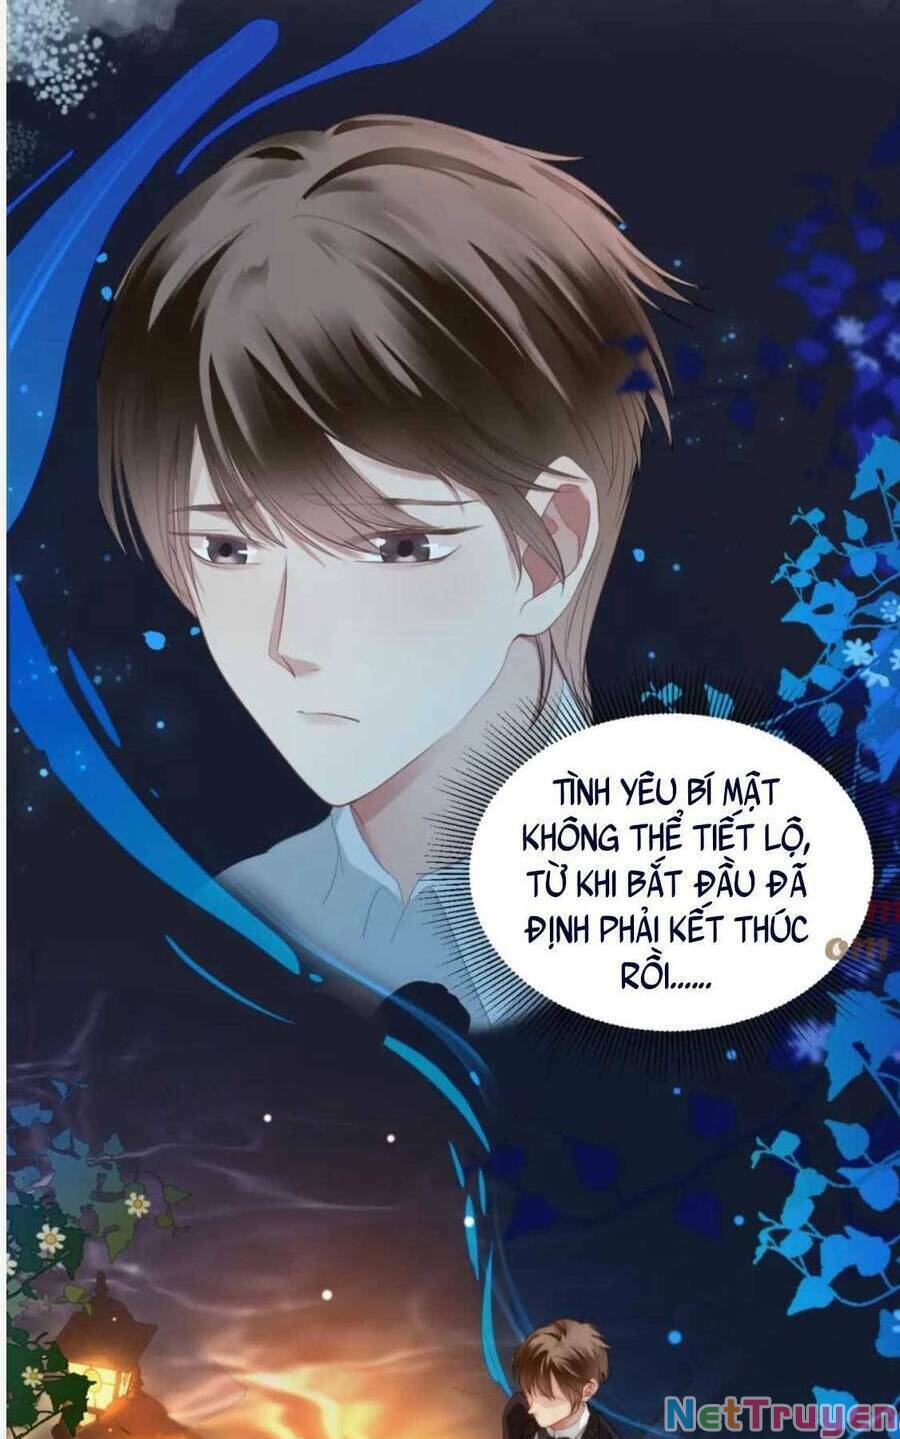 TÌNH YÊU BÍ MẬT
KHÔNG THỂ TIẾT LỘ,
TỪ KHI BẮT ĐẦU ĐÃ
ĐỊNH PHẢI KẾT THÚC
RỒI......
NetTruyen